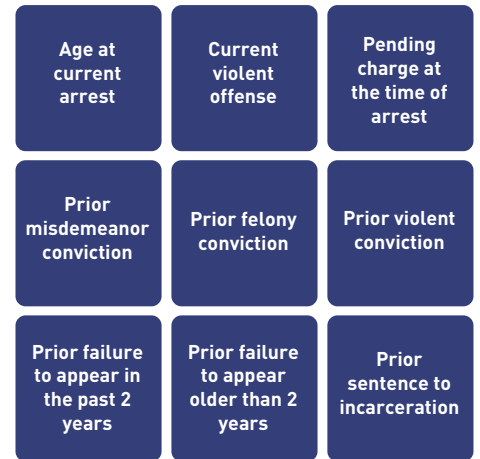 Age at
current
arrest
Current
violent
offense
Pending
charge at
the time of
arrest
Prior
misdemeanor
conviction
Prior felony
conviction
Prior violent
conviction
Prior failure
to appear in
the past 2
years
Prior failure
to appear
older than 2
years
Prior
sentence to
incarceration